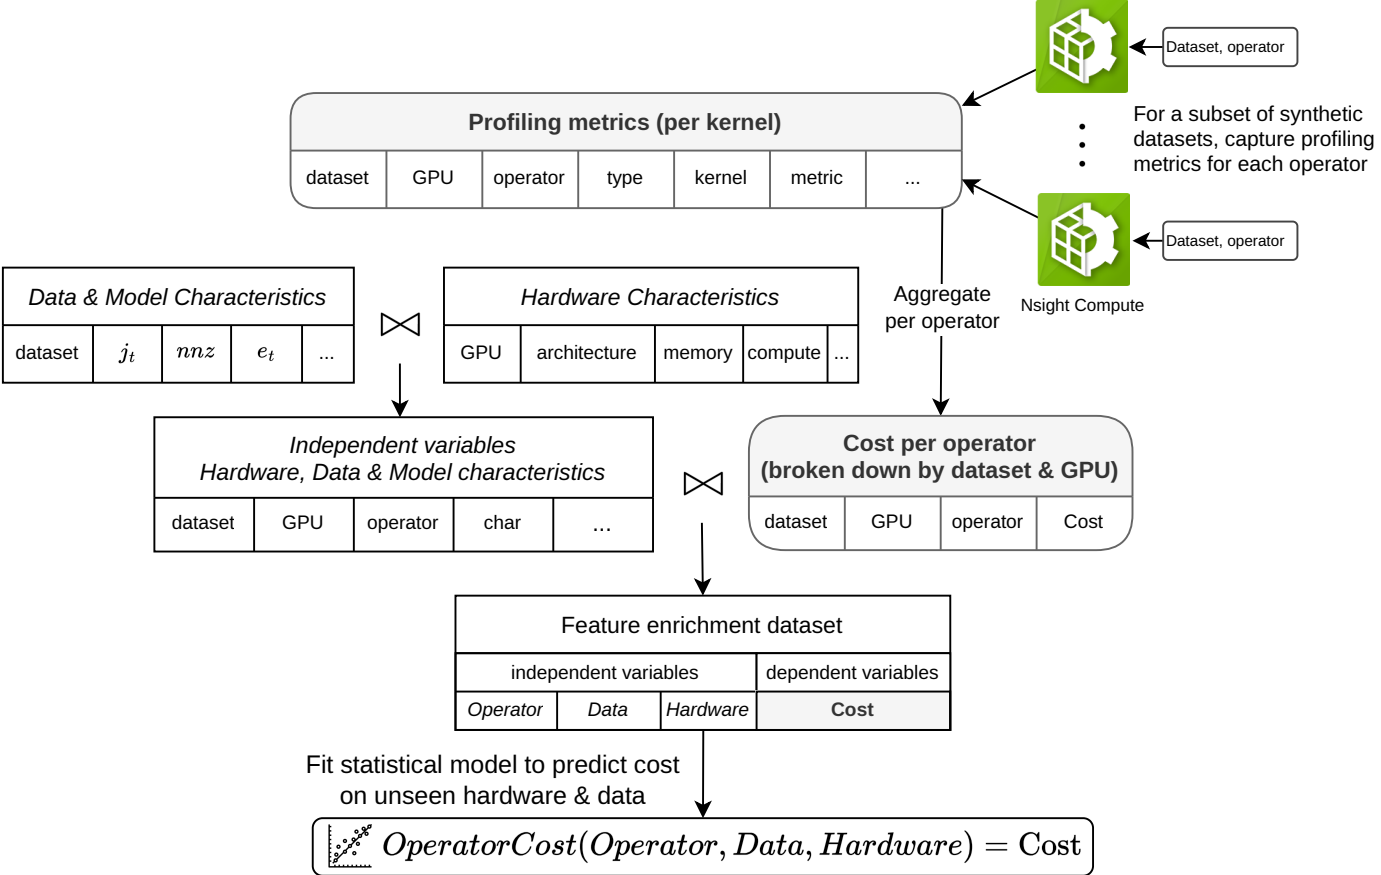 Dataset, operator
Profiling metrics (per kernel)
For a subset of synthetic
datasets, capture profiling
metrics for each operator
dataset GPU operator type kernel metric ...
Dataset, operator
Nsight Compute
Data & Model Characteristics
dataset j_t nnz e_t ...
Hardware Characteristics
GPU architecture memory compute ...
Aggregate
per operator
Independent variables
Hardware, Data & Model characteristics
dataset GPU operator char ...
Cost per operator
(broken down by dataset & GPU)
dataset GPU operator Cost
Feature enrichment dataset
independent variables dependent variables
Operator Data Hardware Cost
Fit statistical model to predict cost
on unseen hardware & data
OperatorCost(Operator, Data, Hardware) = Cost